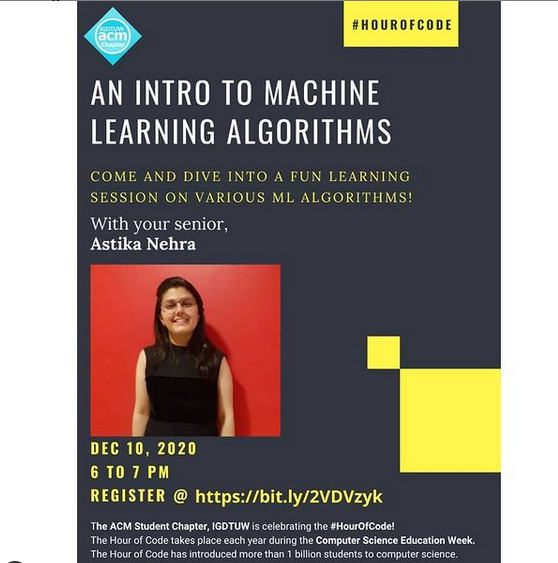 IGDTUW
acm
Chapter
#HOUROFCODE
AN INTRO TO MACHINE
LEARNING ALGORITHMS
COME AND DIVE INTO A FUN LEARNING
SESSION ON VARIOUS ML ALGORITHMS!
With your senior,
Astika Nehra
DEC 10, 2020
6 TO 7 PM
REGISTER @ https://bit.ly/2VDVzyk
The ACM Student Chapter, IGDTUW is celebrating the #HourOfCode!
The Hour of Code takes place each year during the Computer Science Education Week.
The Hour of Code has introduced more than 1 billion students to computer science.